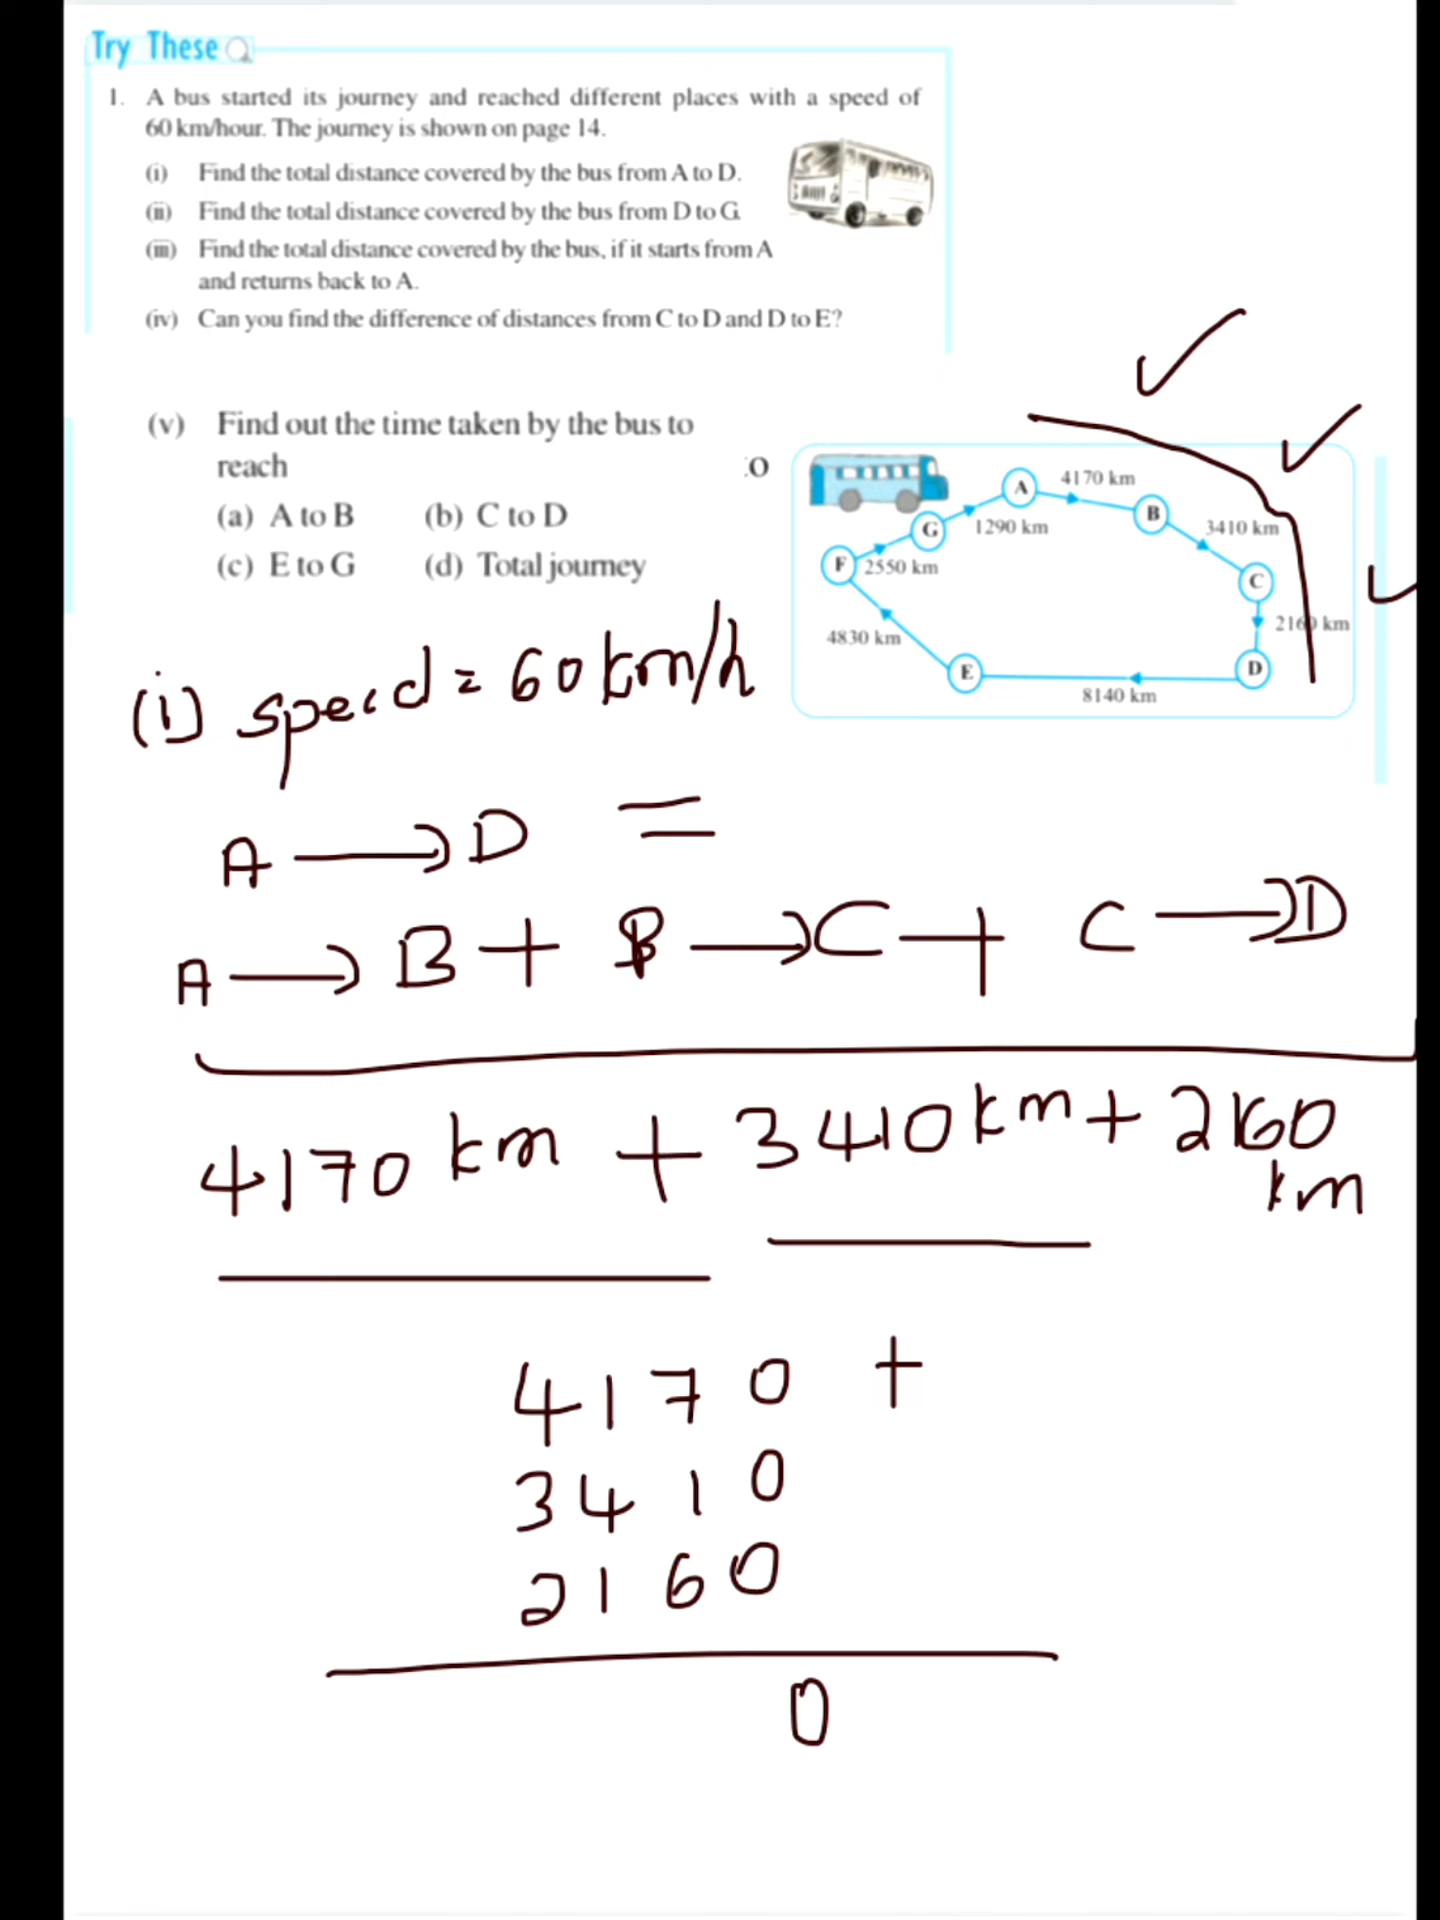 Try These
1. A bus started its journey and reached different places with a speed of
60 km/hour. The journey is shown on page 14.
(i) Find the total distance covered by the bus from A to D.
(ii) Find the total distance covered by the bus from D to G.
(iii) Find the total distance covered by the bus, if it starts from A
and returns back to A.
(iv) Can you find the difference of distances from C to D and D to E?
(v) Find out the time taken by the bus to
reach
:O
(a) A to B (b) C to D
(c) E to G (d) Total journey
A 4170 km
B
G 1290 km 3410 km
F 2550 km
C
2160 km
4830 km
E D
8140 km
(i) speed = 60 km/h
A → D =
A → B + B → C + C → D
4170 km + 3410 km + 2160
km
4170 +
3410
2160
0